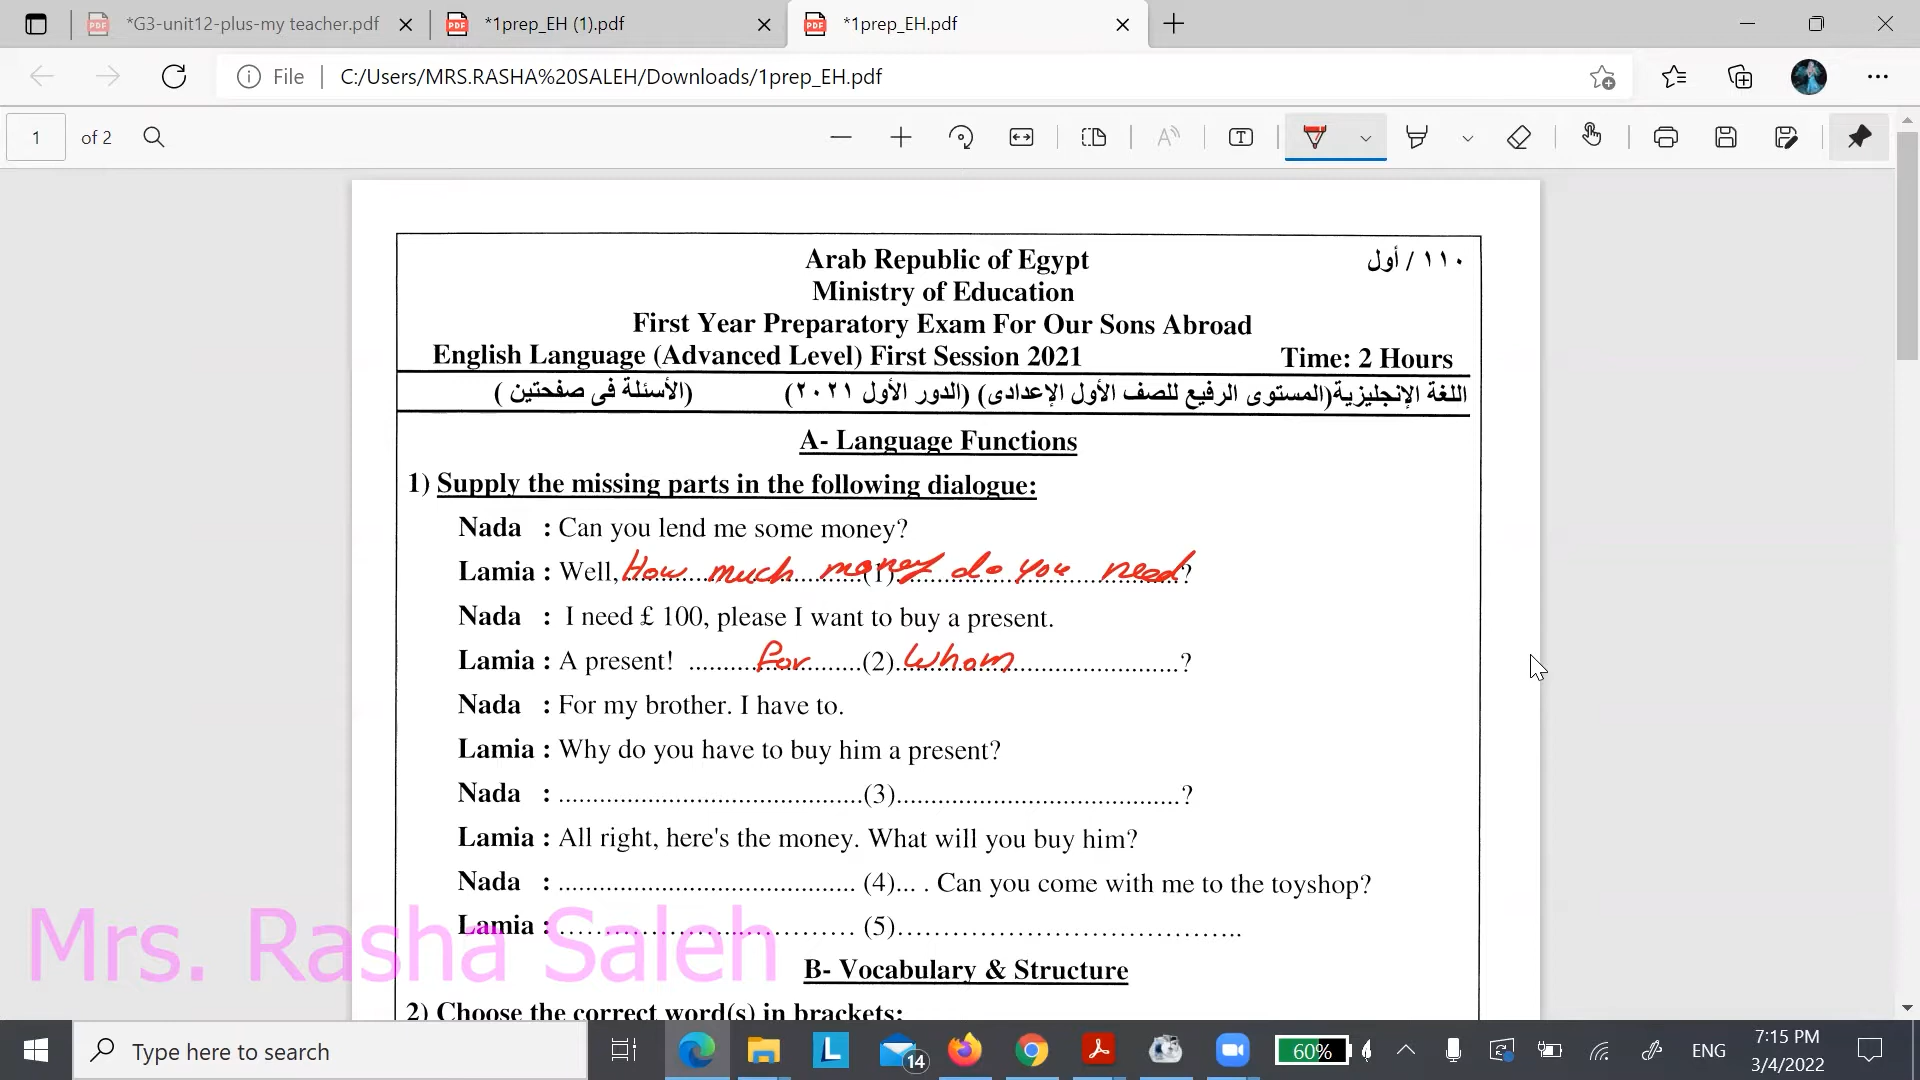 *G3-unit12-plus-my teacher.pdf
*1prep_EH (1).pdf
*1prep_EH.pdf
File
C:/Users/MRS.RASHA%20SALEH/Downloads/1prep_EH.pdf
1 of 2
Arab Republic of Egypt
١١٠ / أول
Ministry of Education
First Year Preparatory Exam For Our Sons Abroad
English Language (Advanced Level) First Session 2021
Time: 2 Hours
اللغة الإنجليزية(المستوى الرفيع للصف الأول الإعدادى) (الدور الأول ٢٠٢١) (الأسئلة فى صفحتين )
A- Language Functions
1) Supply the missing parts in the following dialogue:
Nada : Can you lend me some money?
Lamia : Well, How much money (1) do you need ?
Nada : I need £ 100, please I want to buy a present.
Lamia : A present! ..........for........(2) whom........................?
Nada : For my brother. I have to.
Lamia : Why do you have to buy him a present?
Nada : .............................................(3)..........................................?
Lamia : All right, here's the money. What will you buy him?
Nada : ............................................ (4)... . Can you come with me to the toyshop?
Lamia : ………………………………… (5)…………………………………..
B- Vocabulary & Structure
2) Choose the correct word(s) in brackets:
Mrs. Rasha Saleh
Type here to search
14
60%
ENG
7:15 PM
3/4/2022